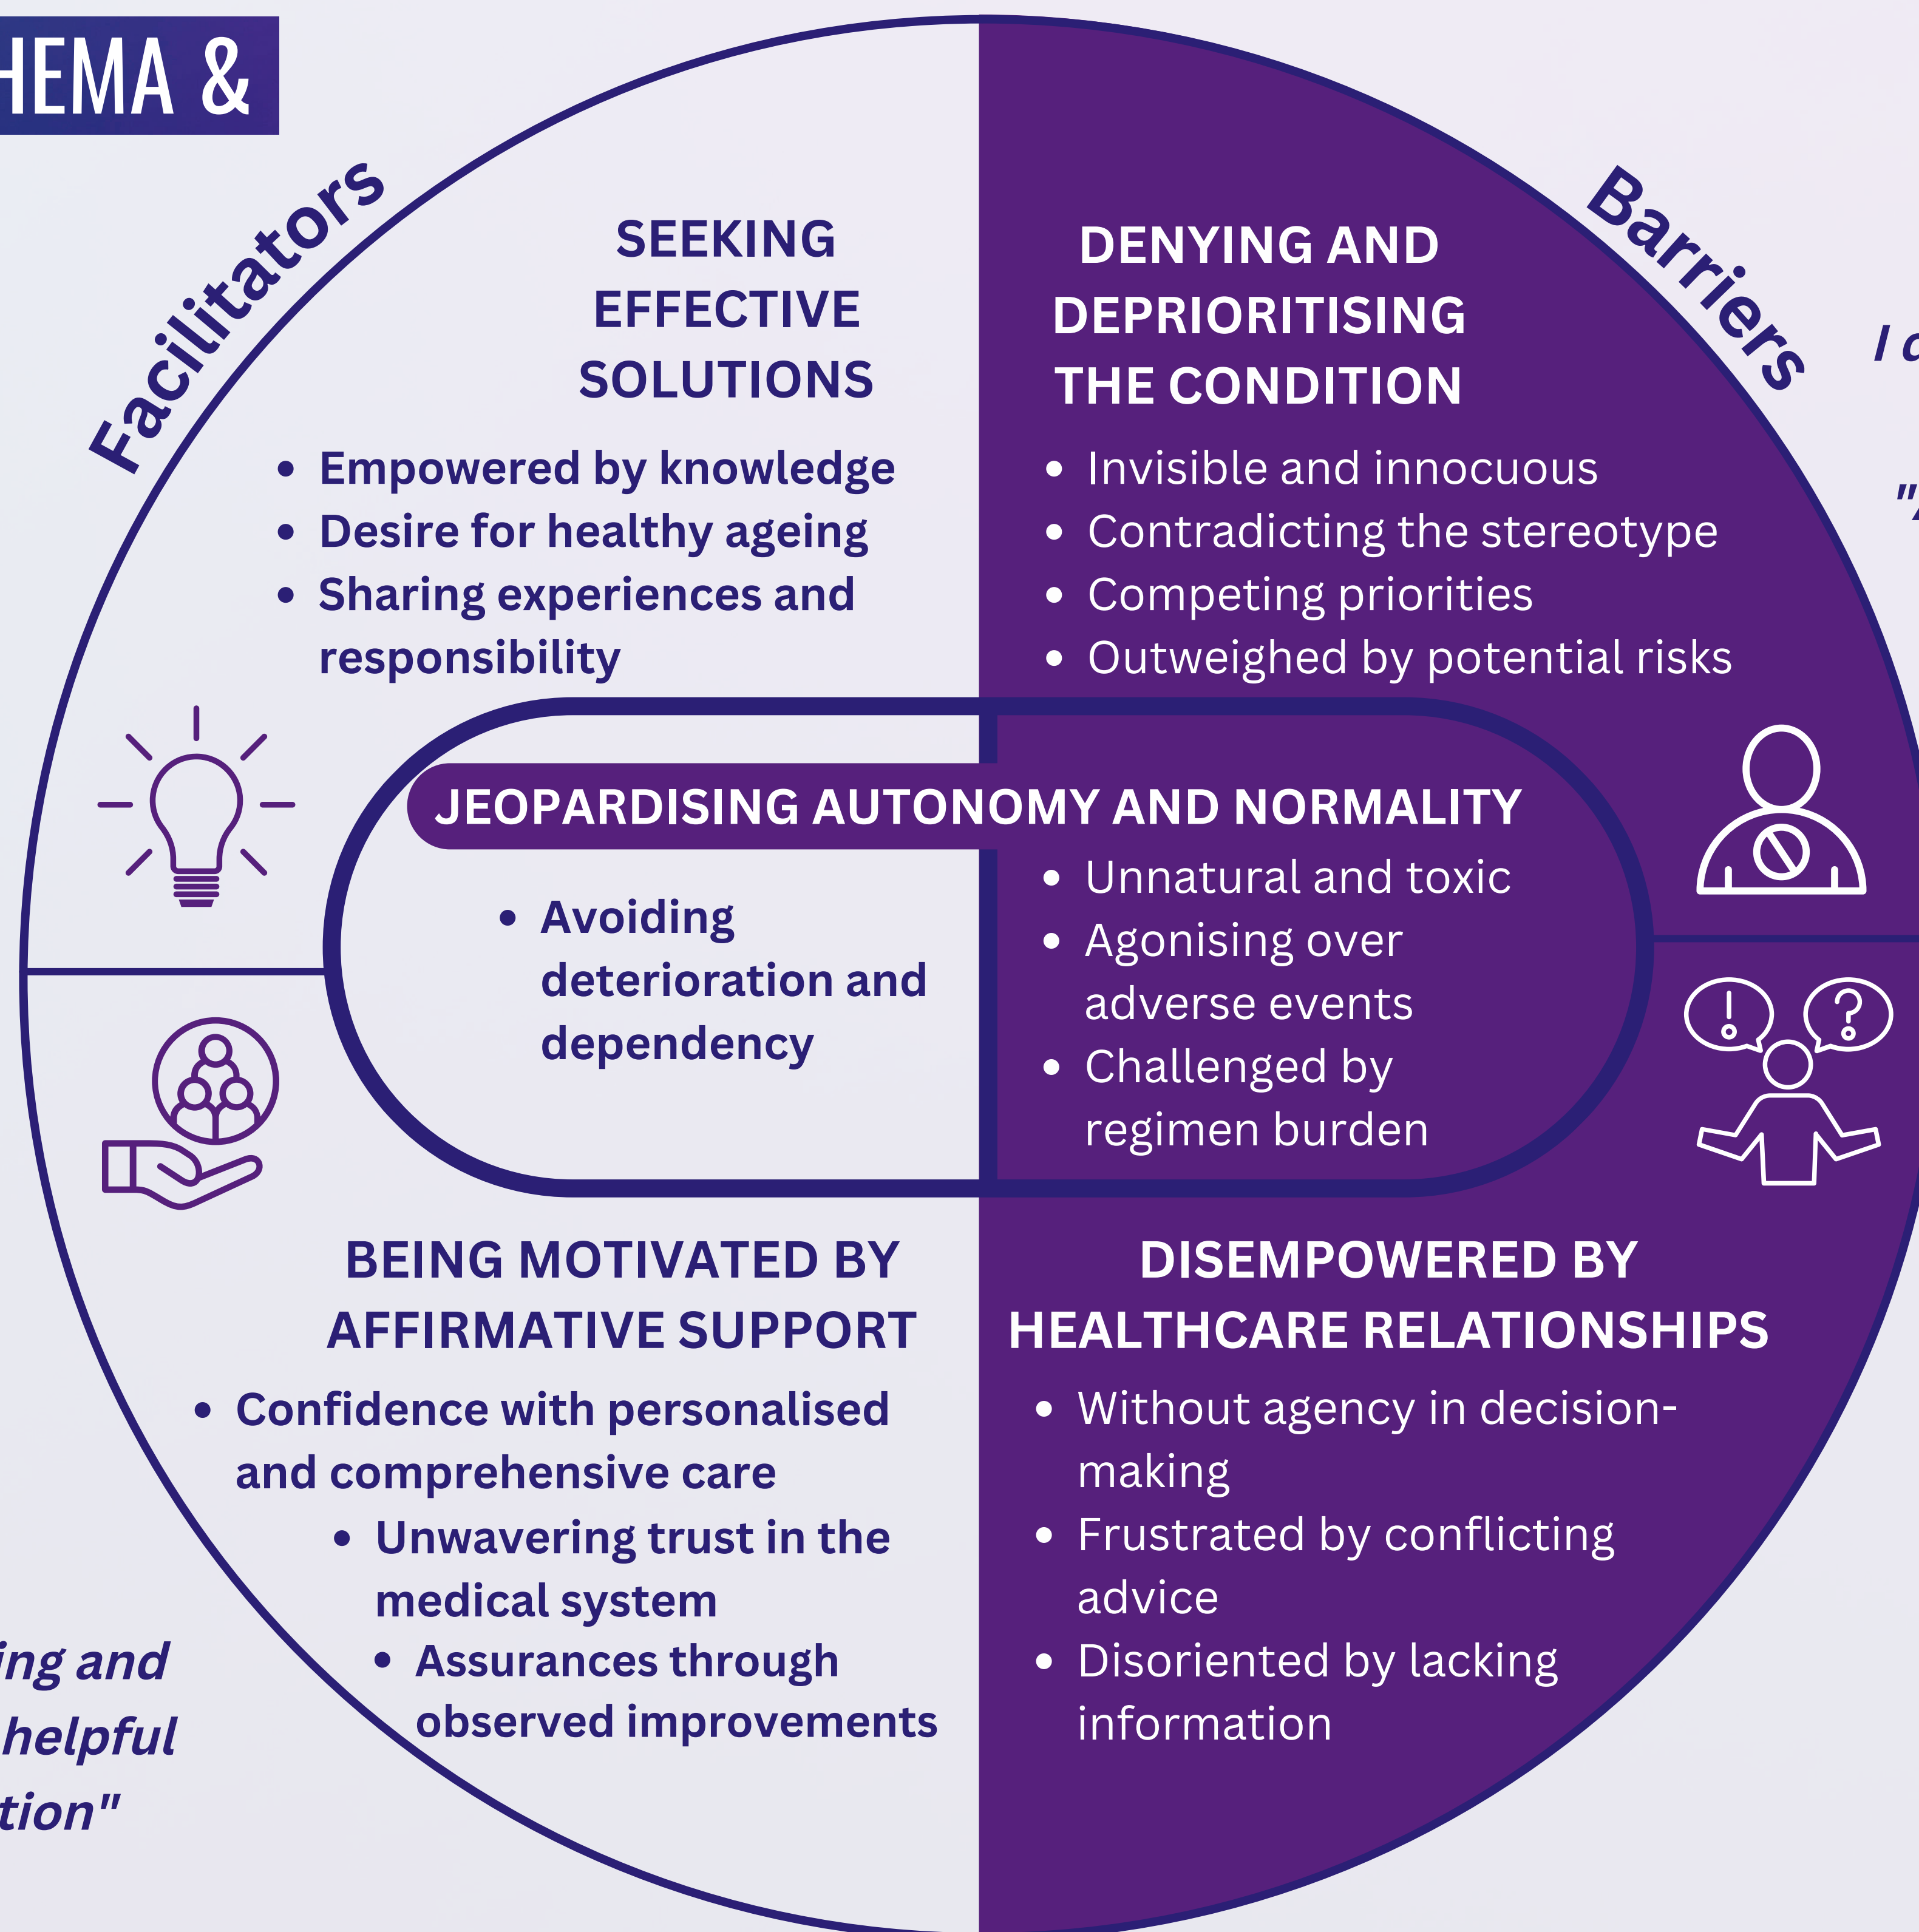 HEMA &
Facilitators
Barriers
SEEKING
EFFECTIVE
SOLUTIONS
• Empowered by knowledge
• Desire for healthy ageing
• Sharing experiences and
responsibility
DENYING AND
DEPRIORITISING
THE CONDITION
• Invisible and innocuous
• Contradicting the stereotype
• Competing priorities
• Outweighed by potential risks
I
JEOPARDISING AUTONOMY AND NORMALITY
• Avoiding
deterioration and
dependency
• Unnatural and toxic
• Agonising over
adverse events
• Challenged by
regimen burden
! ?
BEING MOTIVATED BY
AFFIRMATIVE SUPPORT
• Confidence with personalised
and comprehensive care
• Unwavering trust in the
medical system
• Assurances through
observed improvements
DISEMPOWERED BY
HEALTHCARE RELATIONSHIPS
• Without agency in decision-
making
• Frustrated by conflicting
advice
• Disoriented by lacking
information
ing and
helpful
tion"